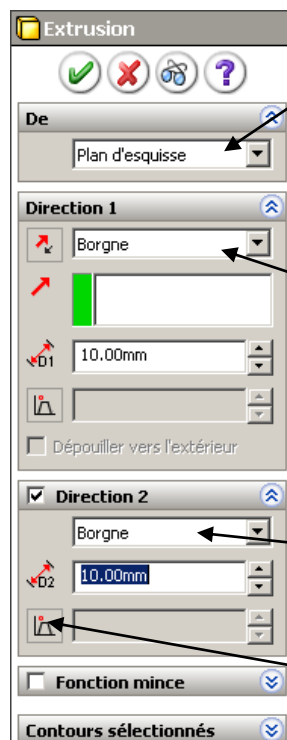 Extrusion
?
De
Plan d'esquisse
Direction 1
Borgne
D1
10.00mm
Dépouiller vers l'extérieur
Direction 2
Borgne
D2
10.00mm
Fonction mince
Contours sélectionnés